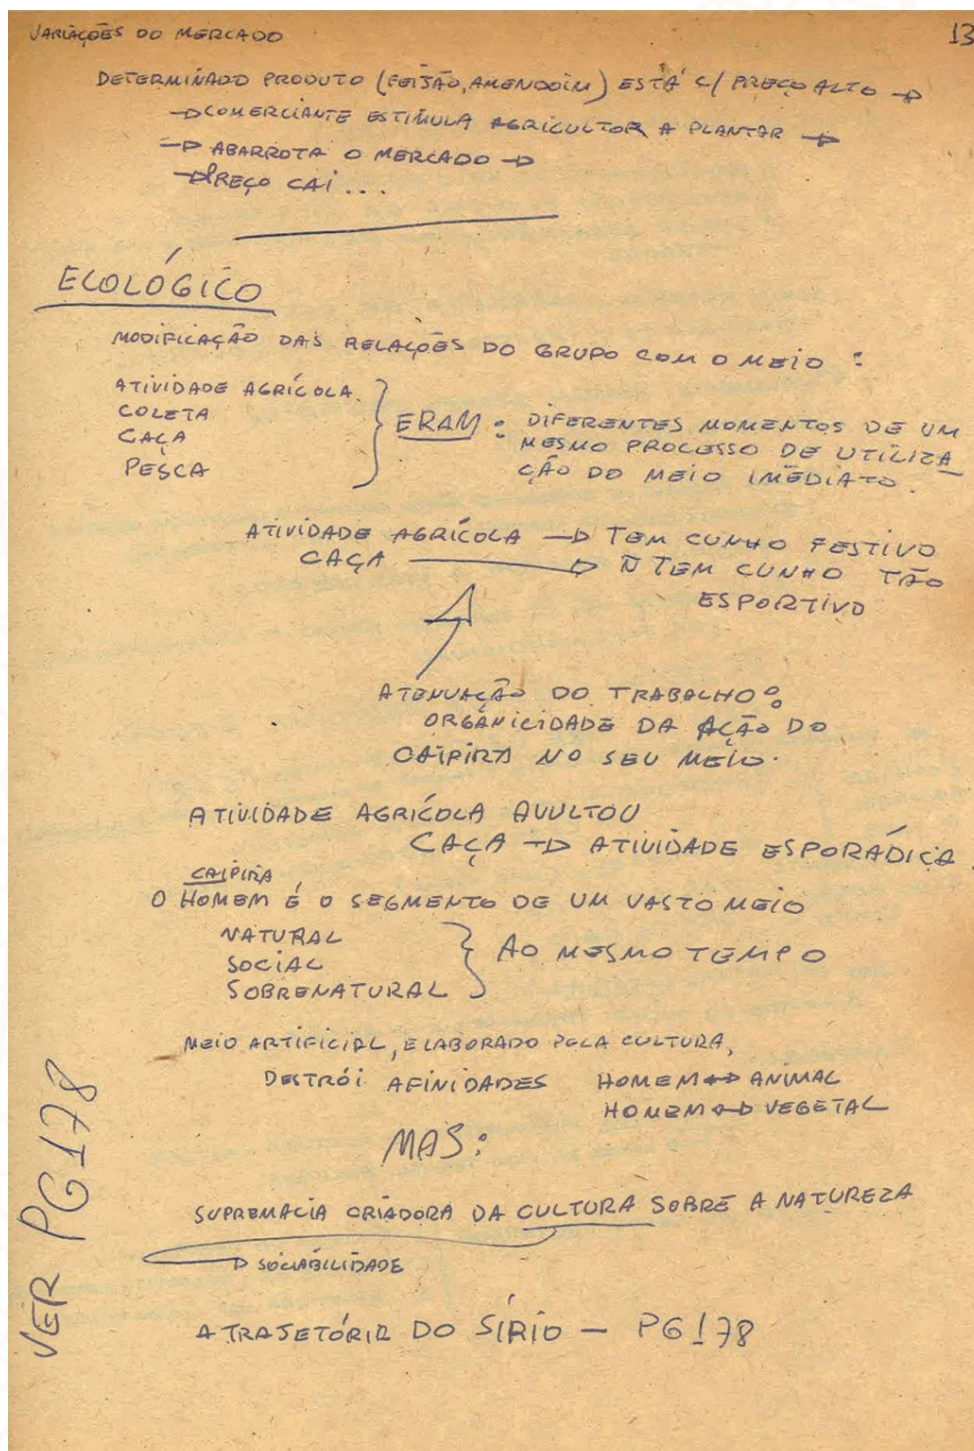 VARIAÇÕES DO MERCADO
13
DETERMINADO PRODUTO (FEIJÃO, AMENDOIM) ESTÁ C/ PREÇO ALTO →
→ COMERCIANTE ESTIMULA AGRICULTOR A PLANTAR →
→ ABARROTA O MERCADO →
→ PREÇO CAI ...
ECOLÓGICO
MODIFICAÇÃO DAS RELAÇÕES DO GRUPO COM O MEIO :
ATIVIDADE AGRÍCOLA.
COLETA
CAÇA
PESCA
ERAM : DIFERENTES MOMENTOS DE UM
MESMO PROCESSO DE UTILIZA
ÇÃO DO MEIO IMEDIATO.
ATIVIDADE AGRÍCOLA → TEM CUNHO FESTIVO
CAÇA → Ñ TEM CUNHO TÃO
ESPORTIVO
ATENUAÇÃO DO TRABALHO :
ORGÂNICIDADE DA AÇÃO DO
CAIPIRA NO SEU MEIO.
ATIVIDADE AGRÍCOLA AVULTOU
CAÇA → ATIVIDADE ESPORÁDICA.
CAIPIRA
O HOMEM É O SEGMENTO DE UM VASTO MEIO
NATURAL
SOCIAL
SOBRENATURAL
AO MESMO TEMPO
MEIO ARTIFICIAL, ELABORADO PELA CULTURA,
DESTRÓI AFINIDADES HOMEM ↔ ANIMAL
HOMEM ↔ VEGETAL
MAS :
SUPREMACIA CRIADORA DA CULTURA SOBRE A NATUREZA
→ SOCIABILIDADE
A TRAJETÓRIA DO SÍRIO — PG 178
VER PG 178